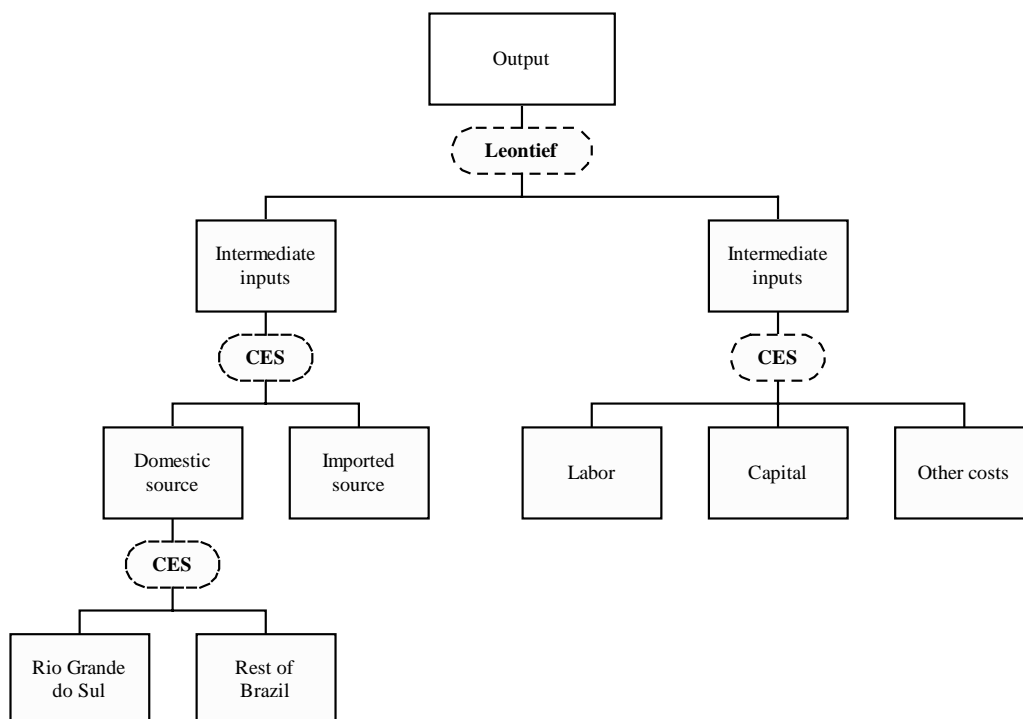 Output
Leontief
Intermediate
inputs
Intermediate
inputs
CES
CES
Domestic
source
Imported
source
Labor
Capital
Other costs
CES
Rio Grande
do Sul
Rest of
Brazil